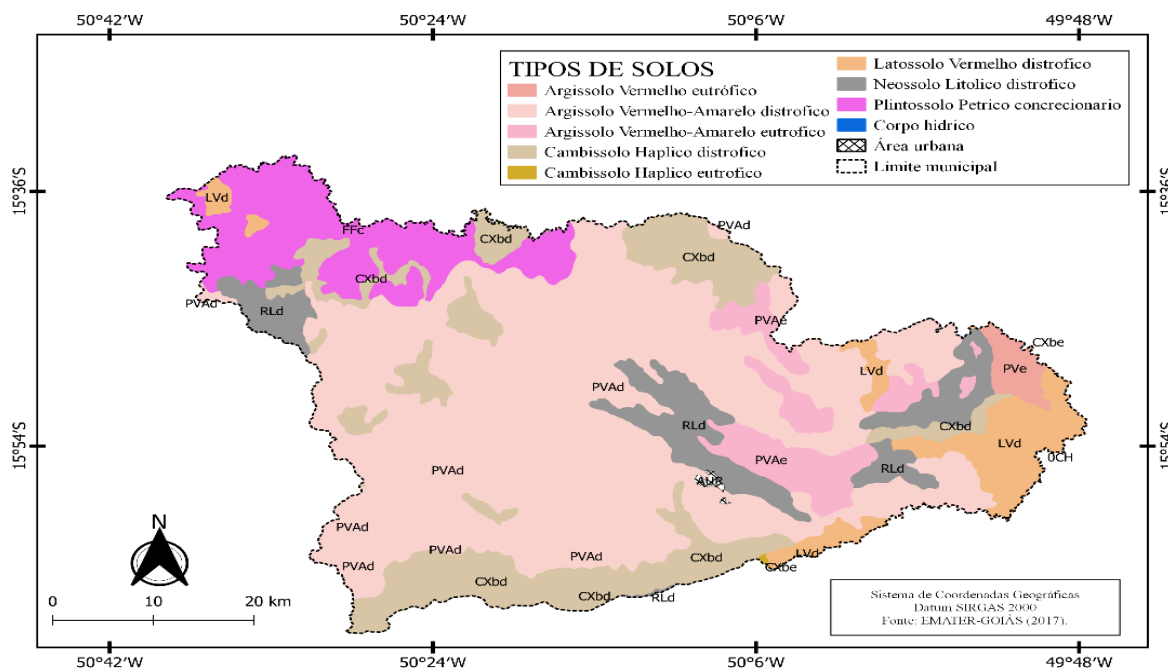 50°42'W 50°24'W 50°6'W 49°48'W
TIPOS DE SOLOS
Argissolo Vermelho eutrófico
Argissolo Vermelho-Amarelo distrofico
Argissolo Vermelho-Amarelo eutrofico
Cambissolo Haplico distrofico
Cambissolo Haplico eutrofico
Latossolo Vermelho distrofico
Neossolo Litolico distrofico
Plintossolo Petrico concrecionario
Corpo hídrico
Área urbana
Limite municipal
15°36'S 15°36'S
LVd
FFc
CXbd
PVAd
CXbd
CXbd
PVAd
RLd
PVAe
CXbe
LVd
PVe
PVAd
RLd
CXbd
LVd
15°54'S 15°54'S
PVAe
0CH
PVAd
RLd
AUR
PVAd
PVAd
PVAd
CXbd
LVd
PVAd
CXbe
CXbd
CXbd
RLd
N
0 10 20 km
Sistema de Coordenadas Geográficas
Datum SIRGAS 2000
Fonte: EMATER-GOIÁS (2017).
50°42'W 50°24'W 50°6'W 49°48'W